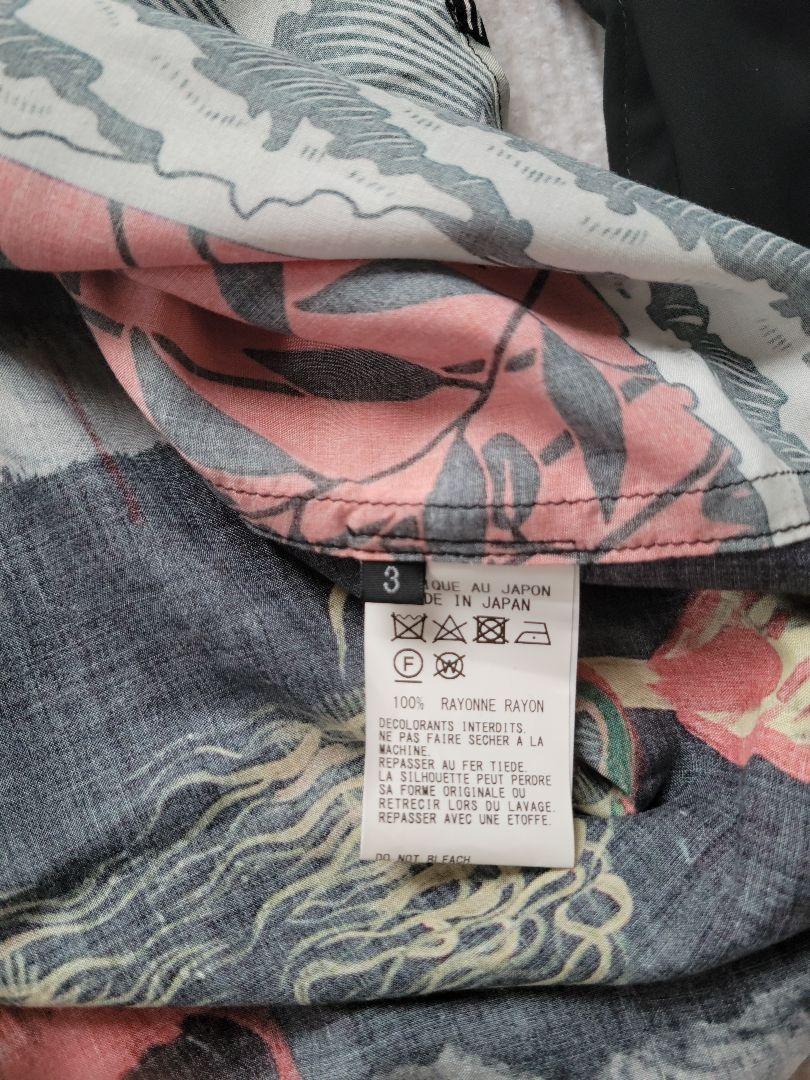 3
IQUE AU JAPON
DE IN JAPAN
F W
100% RAYONNE RAYON
DECOLORANTS INTERDITS.
NE PAS FAIRE SECHER A LA
MACHINE.
REPASSER AU FER TIEDE.
LA SILHOUETTE PEUT PERDRE
SA FORME ORIGINALE OU
RETRECIR LORS DU LAVAGE.
REPASSER AVEC UNE ETOFFE.
DO NOT BLEACH